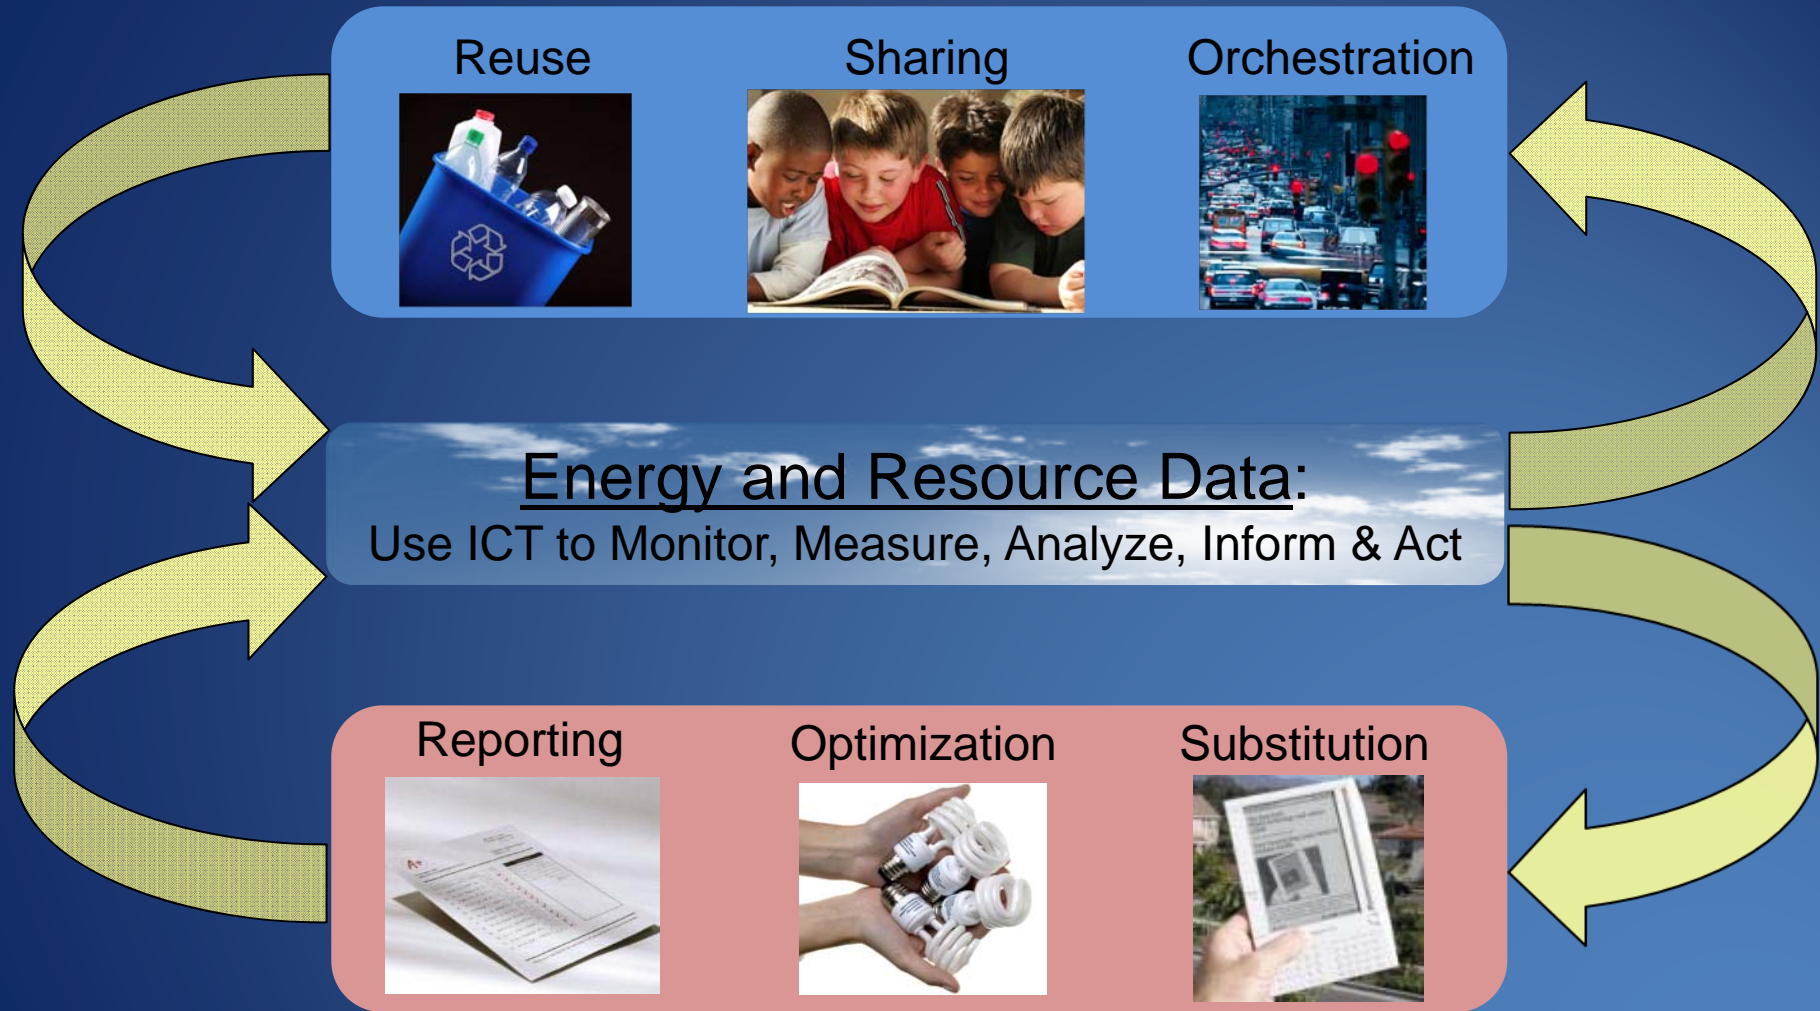 Reuse
Sharing
Orchestration
Energy and Resource Data:
Use ICT to Monitor, Measure, Analyze, Inform & Act
Reporting
Optimization
Substitution
A+